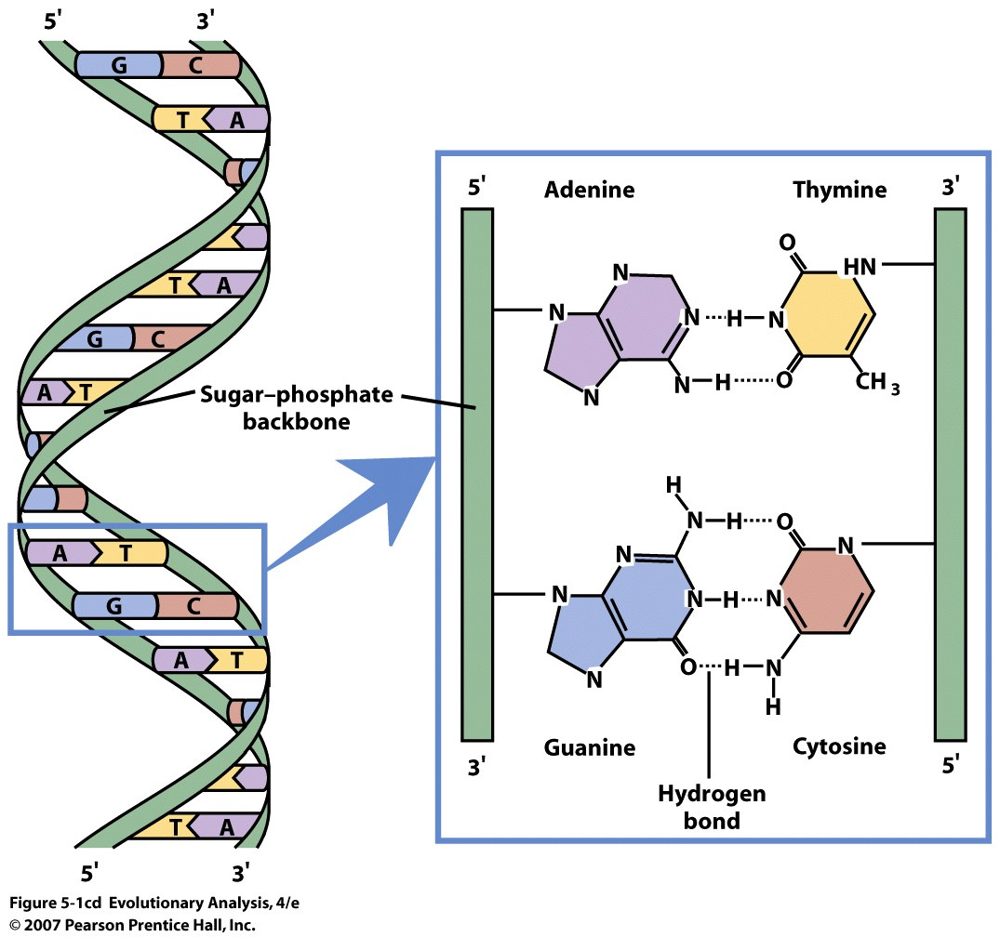 5' 3'
G C
T A
T A
G C
A T
A T
G C
A T
T A
5' 3'
Sugar–phosphate
backbone
5' Adenine Thymine 3'
O HN
N
N N H N
N N H O CH3
H
N H O N
N
N N H N
N O H N
H
Guanine Cytosine
3' 5'
Hydrogen
bond
Figure 5-1cd Evolutionary Analysis, 4/e
© 2007 Pearson Prentice Hall, Inc.